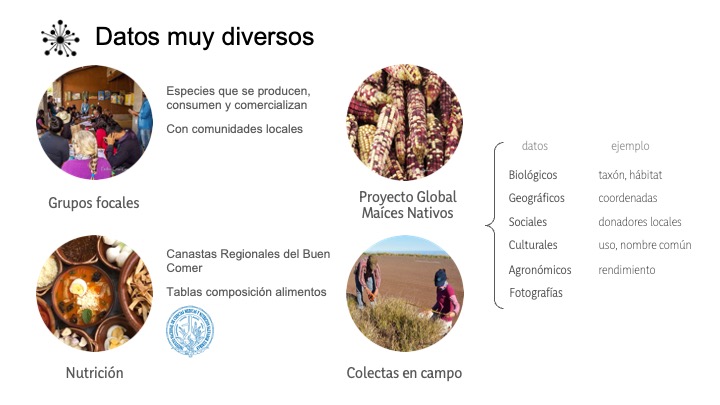 Datos muy diversos
Especies que se producen,
consumen y comercializan
Con comunidades locales
Grupos focales
Proyecto Global
Maíces Nativos
Canastas Regionales del Buen
Comer
Tablas composición alimentos
Nutrición
Colectas en campo
datos ejemplo
Biológicos taxón, hábitat
Geográficos coordenadas
Sociales donadores locales
Culturales uso, nombre común
Agronómicos rendimiento
Fotografías